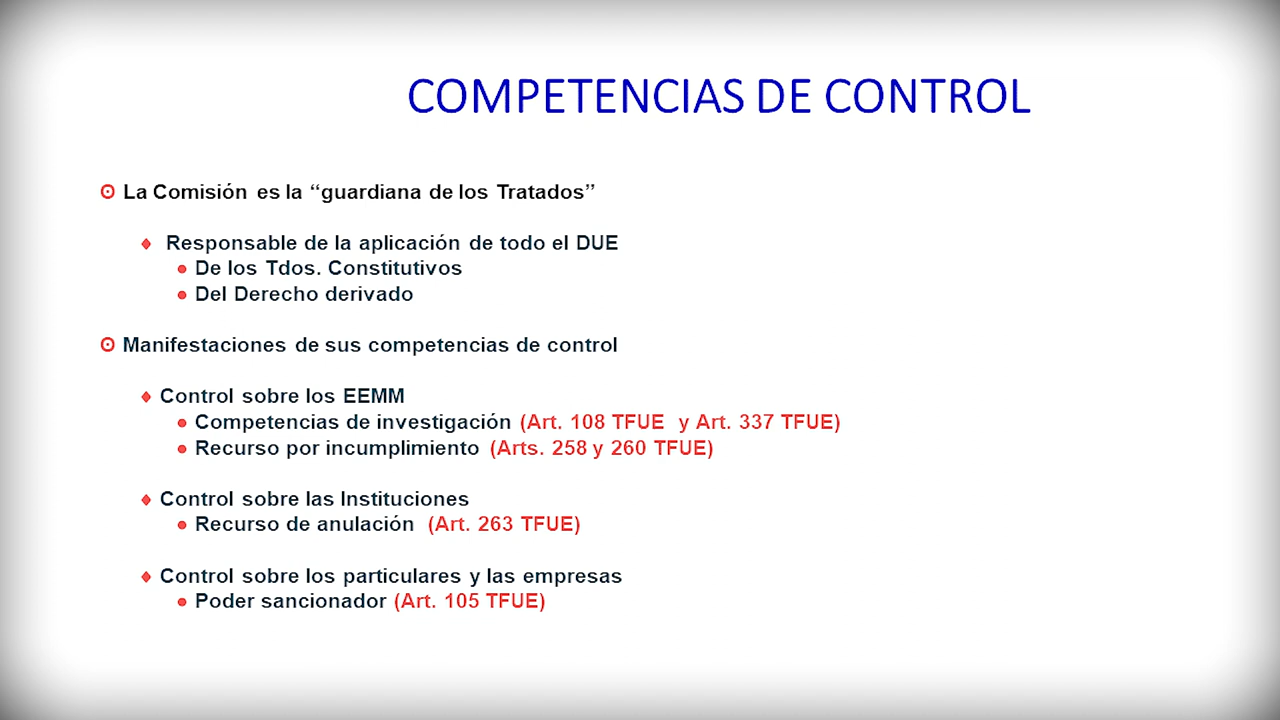 COMPETENCIAS DE CONTROL
La Comisión es la “guardiana de los Tratados”
Responsable de la aplicación de todo el DUE
De los Tdos. Constitutivos
Del Derecho derivado
Manifestaciones de sus competencias de control
Control sobre los EEMM
Competencias de investigación (Art. 108 TFUE y Art. 337 TFUE)
Recurso por incumplimiento (Arts. 258 y 260 TFUE)
Control sobre las Instituciones
Recurso de anulación (Art. 263 TFUE)
Control sobre los particulares y las empresas
Poder sancionador (Art. 105 TFUE)